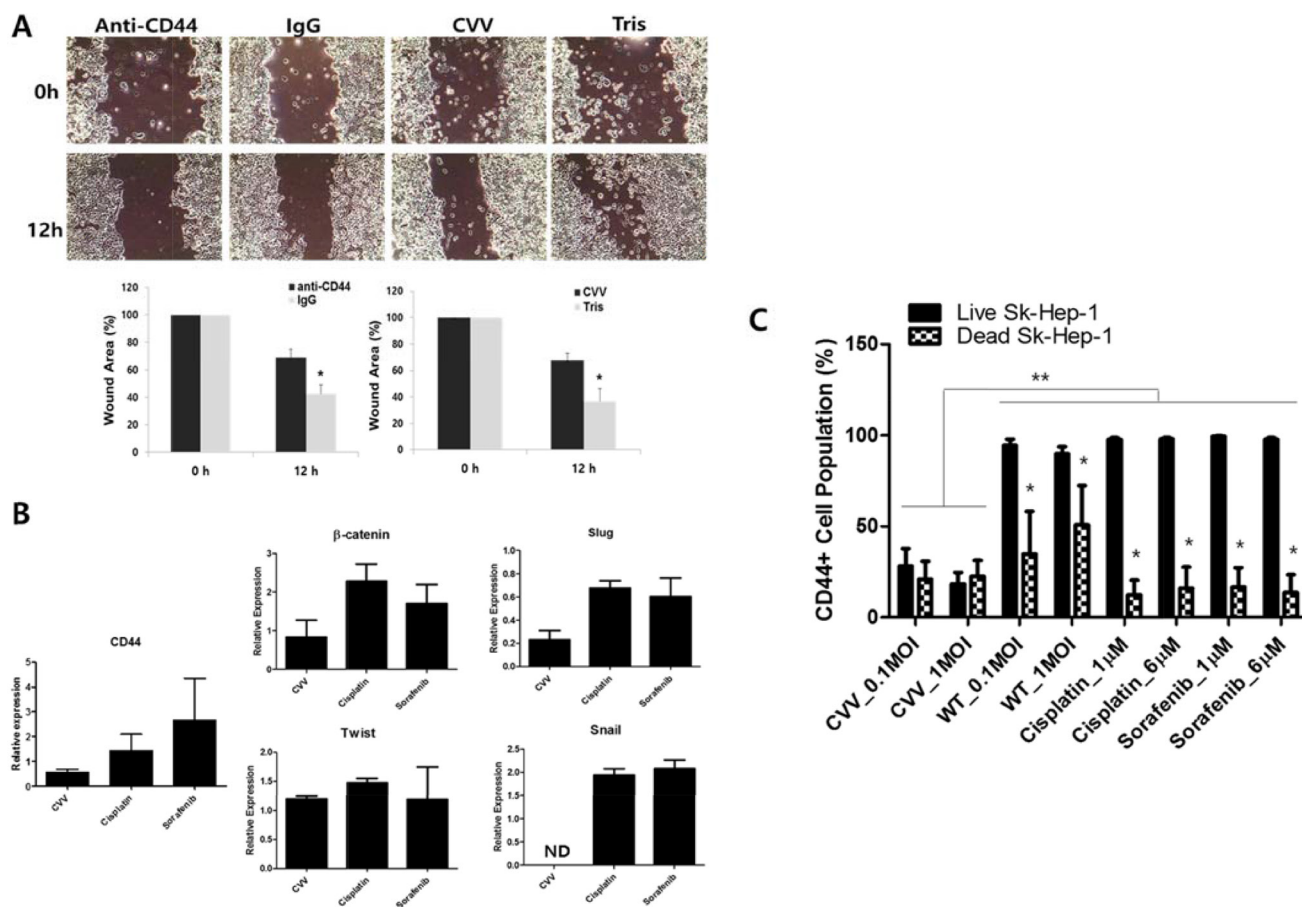 A
Anti-CD44 IgG CVV Tris
0h
12h
Wound Area (%)
120
100
80
60
40
20
0
anti-CD44
IgG
*
0 h 12 h
Wound Area (%)
120
100
80
60
40
20
0
CVV
Tris
*
0 h 12 h
B
CD44
Relative expression
5
4
3
2
1
0
CVV Cisplatin Sorafenib
β-catenin
Relative Expression
3
2
1
0
CVV Cisplatin Sorafenib
Slug
Relative Expression
1.0
0.8
0.6
0.4
0.2
0.0
CVV Cisplatin Sorafenib
Twist
Relative Expression
2.0
1.5
1.0
0.5
0.0
CVV Cisplatin Sorafenib
Snail
Relative Expression
2.5
2.0
1.5
1.0
0.5
0.0
ND
CVV Cisplatin Sorafenib
C
Live Sk-Hep-1
Dead Sk-Hep-1
CD44+ Cell Population (%)
150
100
50
0
**
* * * * * *
CVV_0.1MOI
CVV_1MOI
WT_0.1MOI
WT_1MOI
Cisplatin_1μM
Cisplatin_6μM
Sorafenib_1μM
Sorafenib_6μM